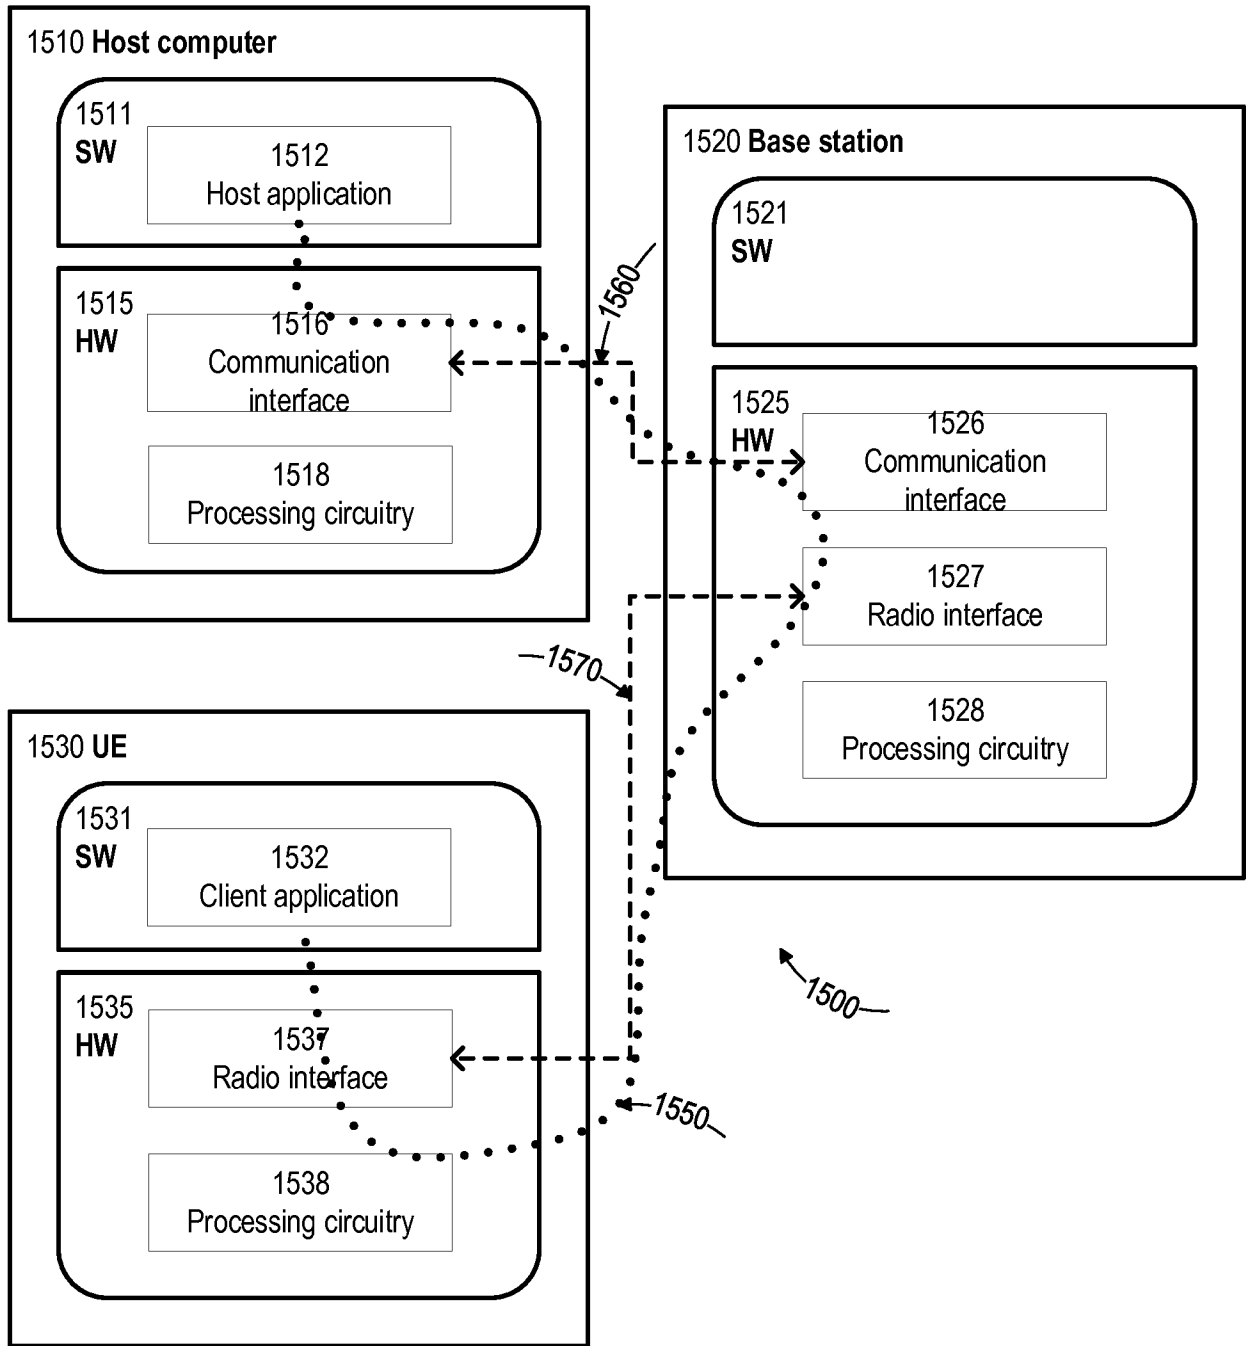 1510 Host computer
1511
SW
1512
Host application
1515
HW
1516
Communication
interface
1518
Processing circuitry
1560
1520 Base station
1521
SW
1525
HW
1526
Communication
interface
1527
Radio interface
1528
Processing circuitry
1570
1530 UE
1531
SW
1532
Client application
1535
HW
1537
Radio interface
1538
Processing circuitry
1500
1550